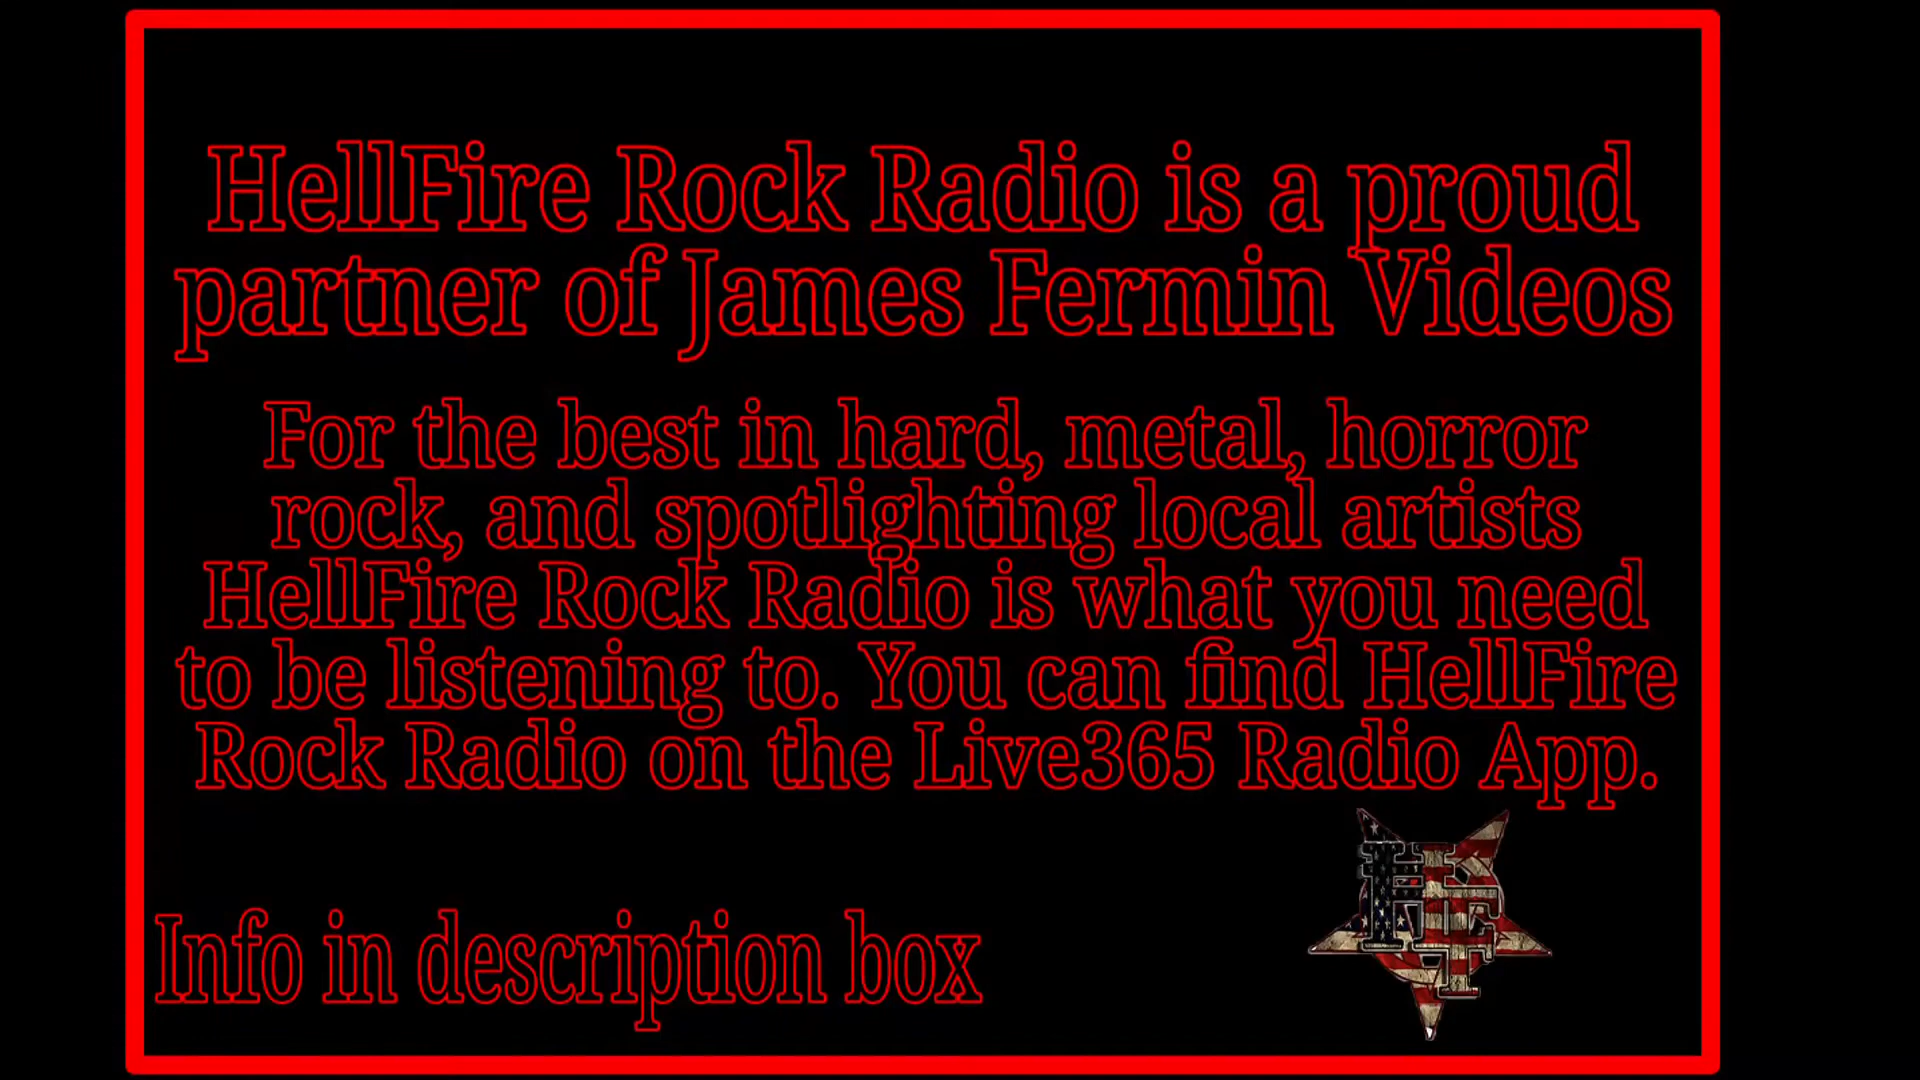 HellFire Rock Radio is a proud
partner of James Fermin Videos
For the best in hard, metal, horror
rock, and spotlighting local artists
HellFire Rock Radio is what you need
to be listening to. You can find HellFire
Rock Radio on the Live365 Radio App.
Info in description box